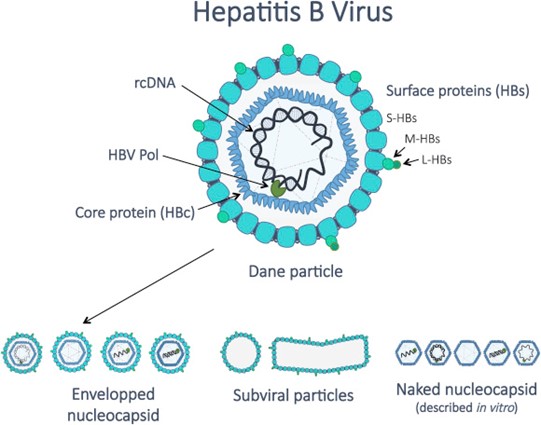 Hepatitis B Virus
rcDNA
HBV Pol
Core protein (HBc)
Surface proteins (HBs)
S-HBs
M-HBs
L-HBs
Dane particle
Envelopped
nucleocapsid
Subviral particles
Naked nucleocapsid
(described in vitro)